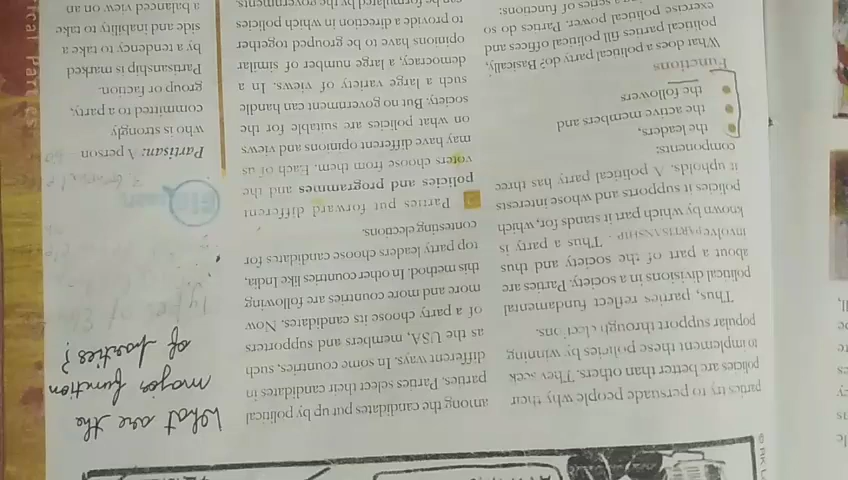 parties try to persuade people why their
policies are better than others. They seek
to implement these policies by winning
popular support through elections.
Thus, parties reflect fundamental
political divisions in a society. Parties are
about a part of the society and thus
involve PARTISANSHIP. Thus a party is
known by which part it stands for, which
policies it supports and whose interests
it upholds. A political party has three
components:
the leaders,
the active members and
the followers
Functions
What does a political party do? Basically,
political parties fill political offices and
exercise political power. Parties do so
a series of functions:
among the candidates put up by political
parties. Parties select their candidates in
different ways. In some countries, such
as the USA, members and supporters
of a party choose its candidates. Now
more and more countries are following
this method. In other countries like India,
top party leaders choose candidates for
contesting elections.
Parties put forward different
policies and programmes and the
voters choose from them. Each of us
may have different opinions and views
on what policies are suitable for the
society. But no government can handle
such a large variety of views. In a
democracy, a large number of similar
opinions have to be grouped together
to provide a direction in which policies
can be formulated by the governments.
What are the
major function
of parties?
Partisan: A person
who is strongly
committed to a party,
group or faction.
Partisanship is marked
by a tendency to take a
side and inability to take
a balanced view on an